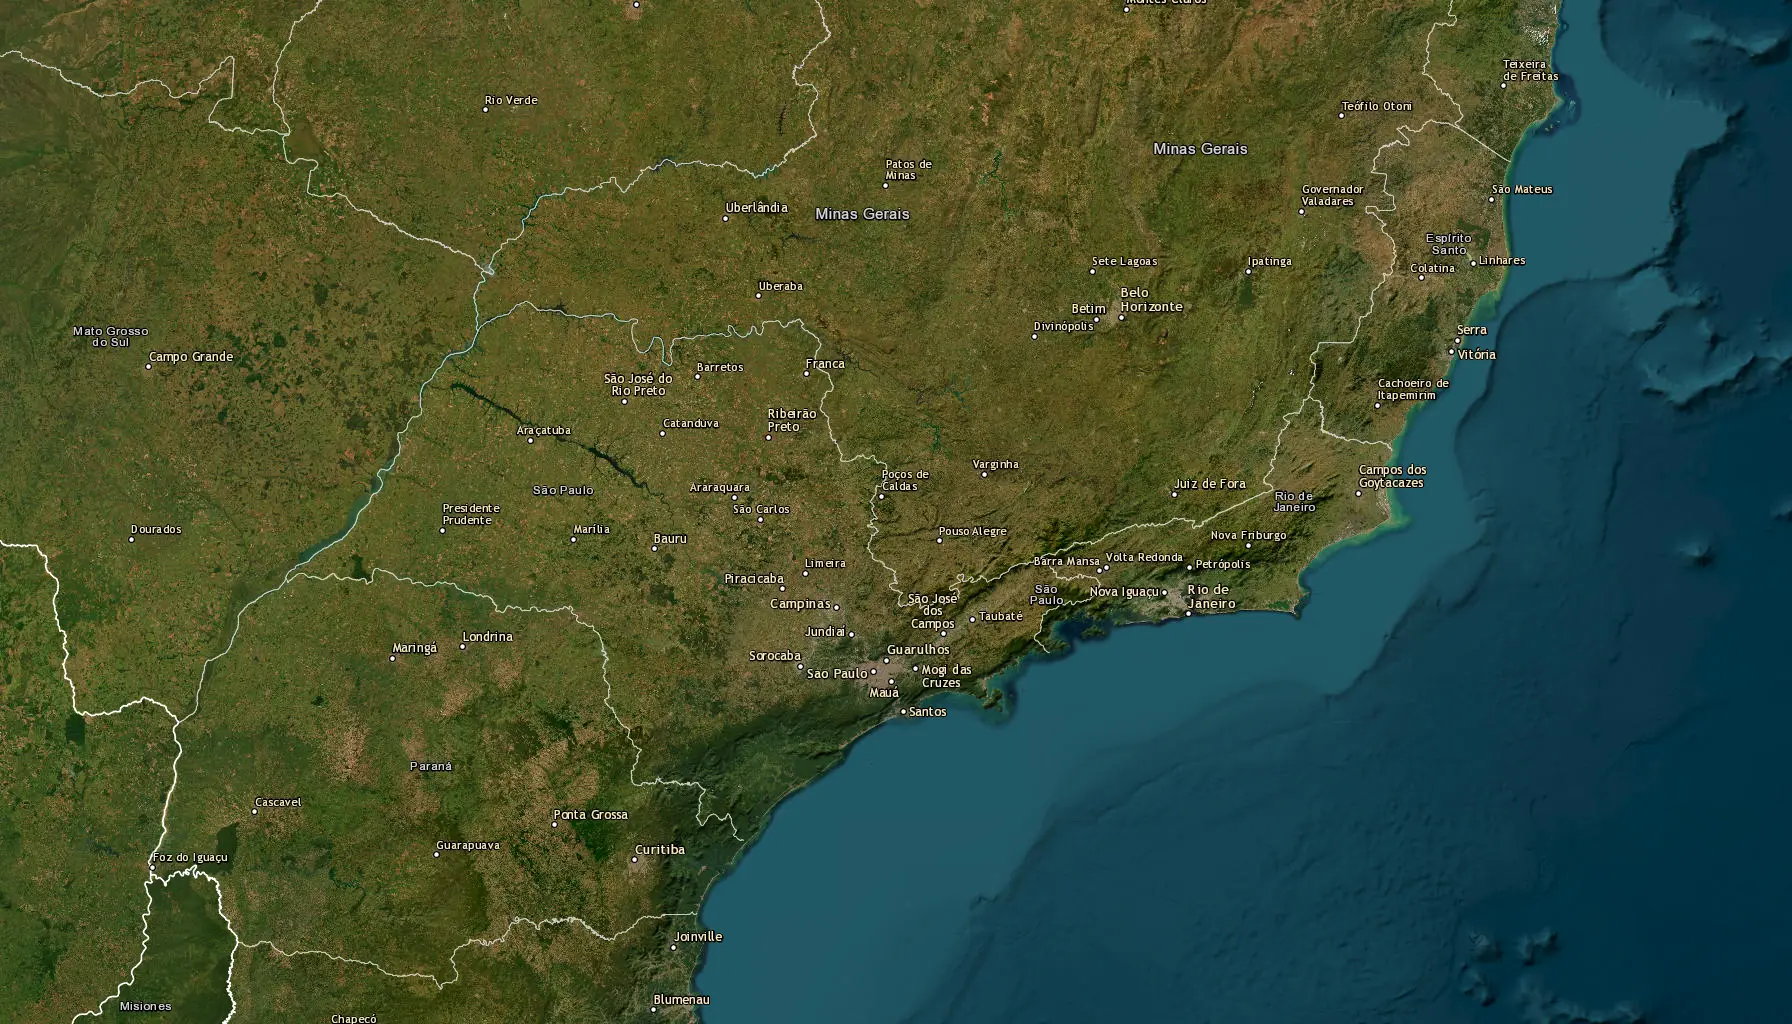 Montes Claros
Teixeira
de Freitas
Rio Verde
Teófilo Otoni
Minas Gerais
Patos de
Minas
Governador
Valadares
São Mateus
Uberlândia
Minas Gerais
Espírito
Santo
Sete Lagoas
Ipatinga
Colatina
Linhares
Uberaba
Belo
Horizonte
Betim
Divinópolis
Mato Grosso
do Sul
Campo Grande
Serra
Vitória
Franca
Barretos
São José do
Rio Preto
Cachoeiro de
Itapemirim
Ribeirão
Preto
Catanduva
Araçatuba
Varginha
Poços de
Caldas
Campos dos
Goytacazes
Juiz de Fora
Araraquara
São Paulo
Rio de
Janeiro
São Carlos
Presidente
Prudente
Dourados
Marília
Bauru
Pouso Alegre
Nova Friburgo
Limeira
Barra Mansa
Volta Redonda
Petrópolis
Piracicaba
São
Paulo
Nova Iguaçu
Rio de
Janeiro
Campinas
São José
dos
Campos
Taubaté
Jundiaí
Londrina
Maringá
Guarulhos
Sorocaba
São Paulo
Mogi das
Cruzes
Mauá
Santos
Paraná
Cascavel
Ponta Grossa
Guarapuava
Curitiba
Foz do Iguaçu
Joinville
Misiones
Blumenau
Chapecó